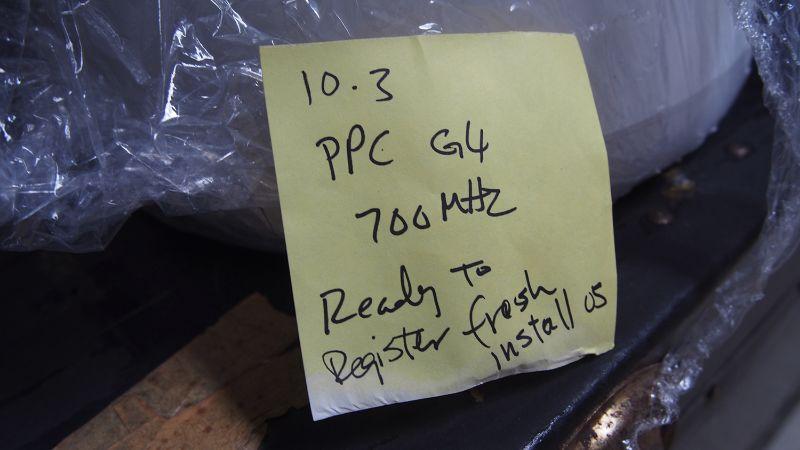 10.3
PPC G4
700 MHz
Ready to
Register fresh
install OS